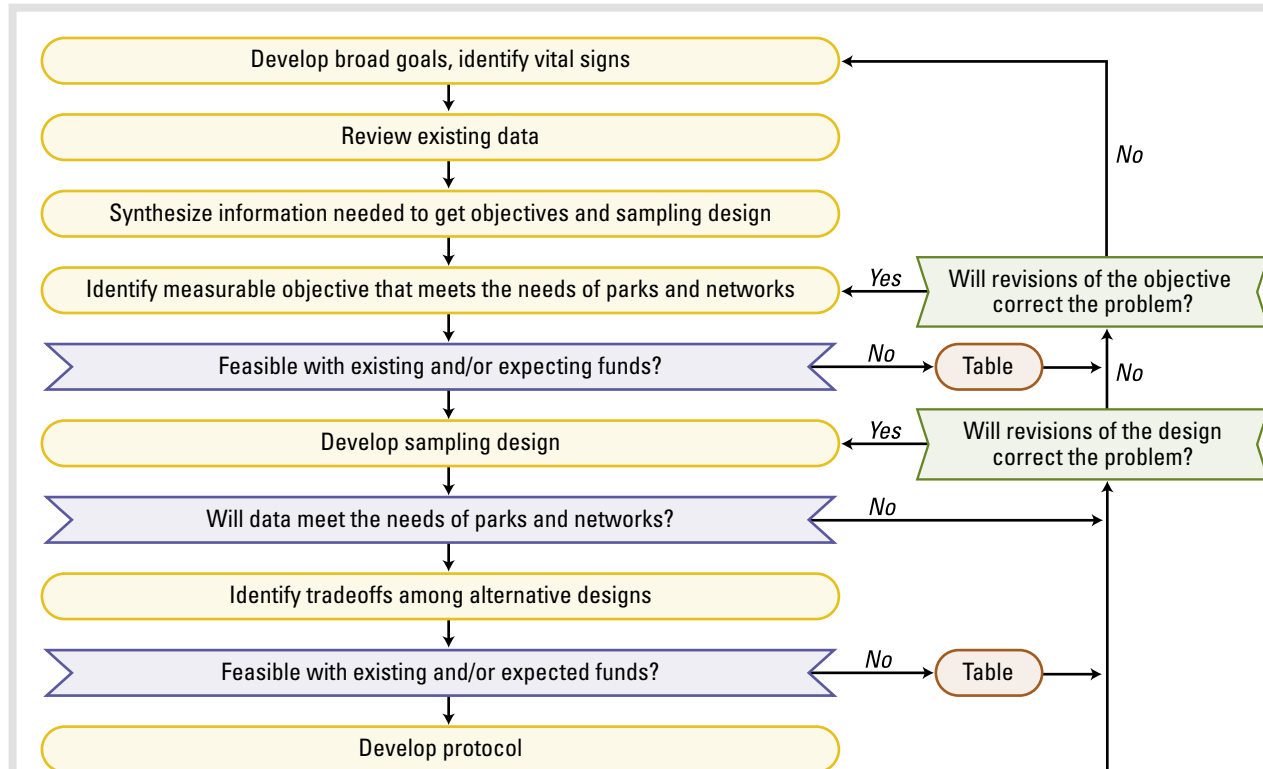 Develop broad goals, identify vital signs
Review existing data
No
Synthesize information needed to get objectives and sampling design
Identify measurable objective that meets the needs of parks and networks
Yes
Will revisions of the objective
correct the problem?
Feasible with existing and/or expecting funds?
No
Table
No
Develop sampling design
Yes
Will revisions of the design
correct the problem?
Will data meet the needs of parks and networks?
No
Identify tradeoffs among alternative designs
Feasible with existing and/or expected funds?
No
Table
Develop protocol